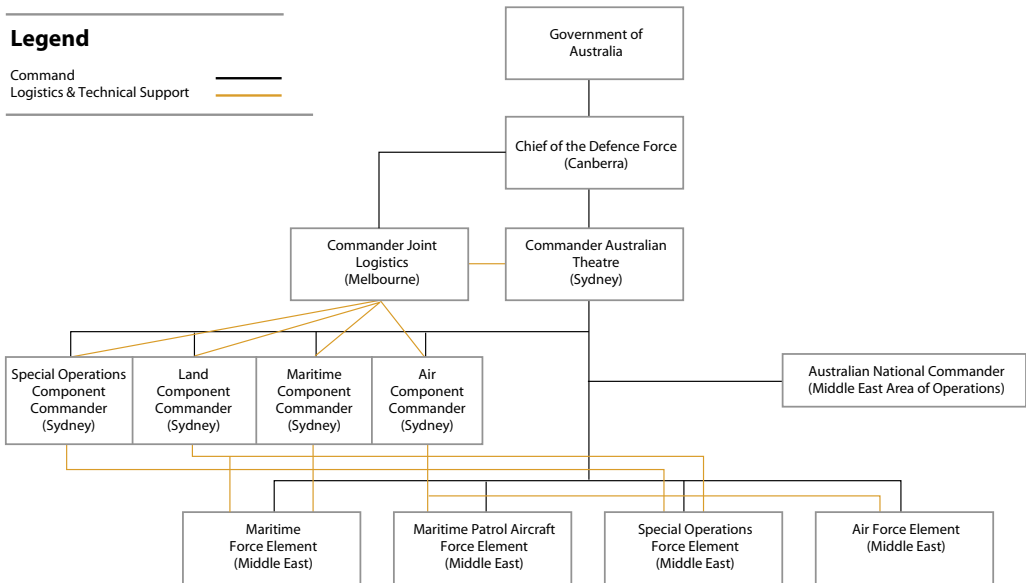 Legend
Command
Logistics & Technical Support
Government of
Australia
Chief of the Defence Force
(Canberra)
Commander Joint
Logistics
(Melbourne)
Commander Australian
Theatre
(Sydney)
Special Operations
Component
Commander
(Sydney)
Land
Component
Commander
(Sydney)
Maritime
Component
Commander
(Sydney)
Air
Component
Commander
(Sydney)
Australian National Commander
(Middle East Area of Operations)
Maritime
Force Element
(Middle East)
Maritime Patrol Aircraft
Force Element
(Middle East)
Special Operations
Force Element
(Middle East)
Air Force Element
(Middle East)